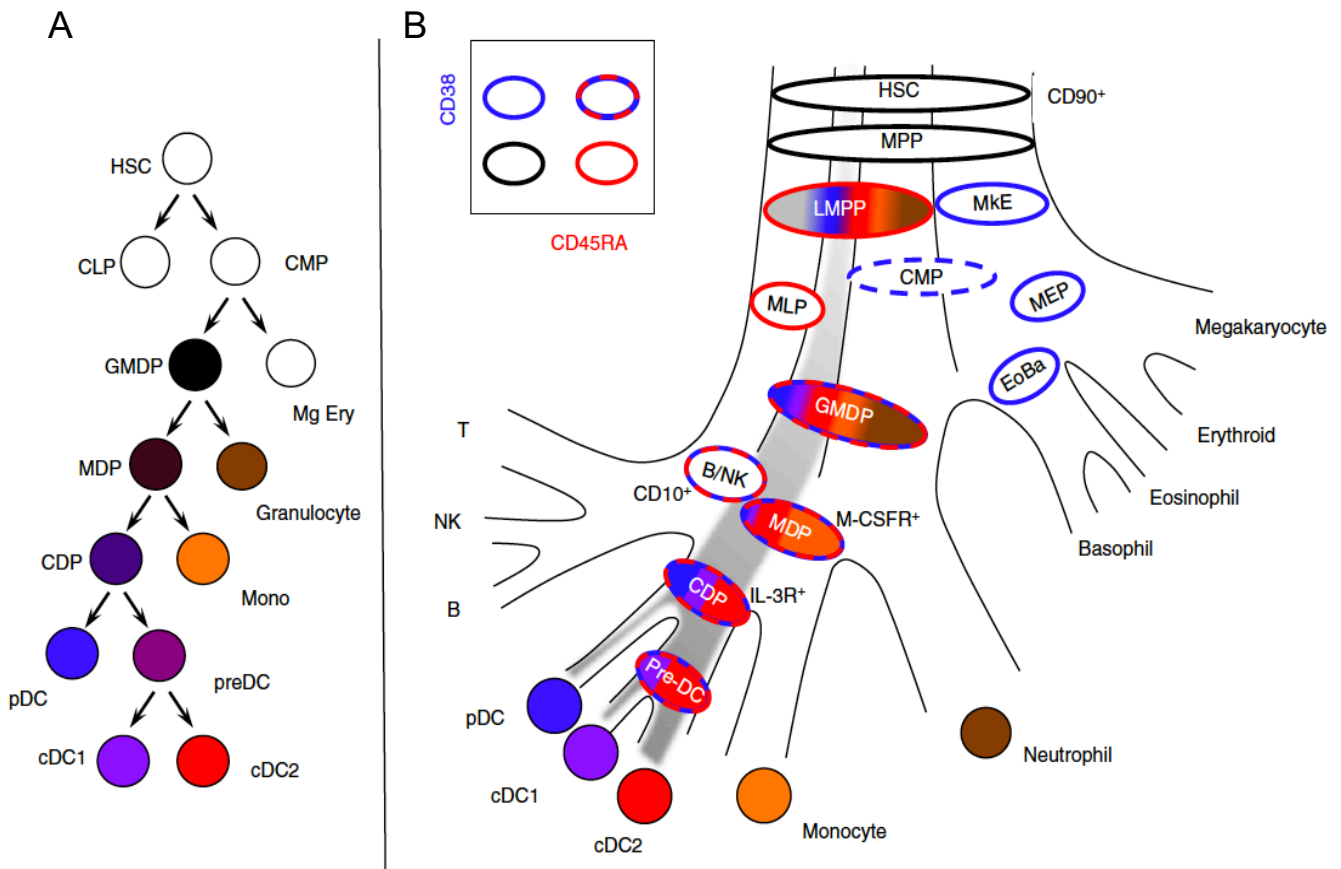 A
HSC
CLP
CMP
GMDP
Mg Ery
MDP
Granulocyte
CDP
Mono
pDC
preDC
cDC1
cDC2
B
CD38
CD45RA
HSC
CD90+
MPP
LMPP
MkE
CMP
MLP
MEP
Megakaryocyte
EoBa
GMDP
T
Erythroid
B/NK
CD10+
Eosinophil
NK
MDP
M-CSFR+
Basophil
CDP
IL-3R+
B
Pre-DC
pDC
Neutrophil
cDC1
Monocyte
cDC2